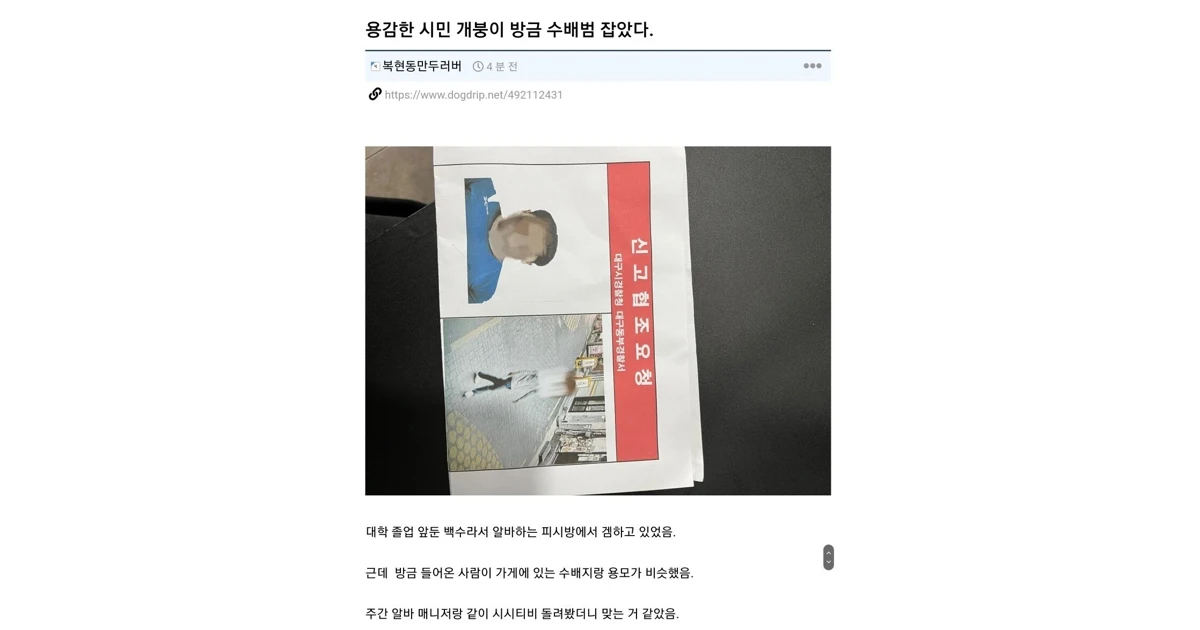 용감한 시민 개붕이 방금 수배범 잡았다.
복현동만두러버 4 분 전
https://www.dogdrip.net/492112431
신고협조요청
대구시경찰청 대구동부경찰서
대학 졸업 앞둔 백수라서 알바하는 피시방에서 겜하고 있었음.
근데 방금 들어온 사람이 가게에 있는 수배지랑 용모가 비슷했음.
주간 알바 매니저랑 같이 시시티비 돌려봤더니 맞는 거 같았음.